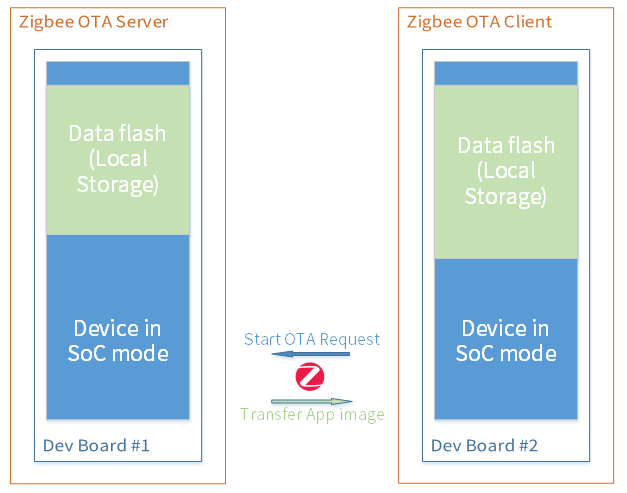 Zigbee OTA Server
Data flash
(Local
Storage)
Device in
SoC mode
Dev Board #1
Start OTA Request
Transfer App image
Zigbee OTA Client
Data flash
(Local
Storage)
Device in
SoC mode
Dev Board #2